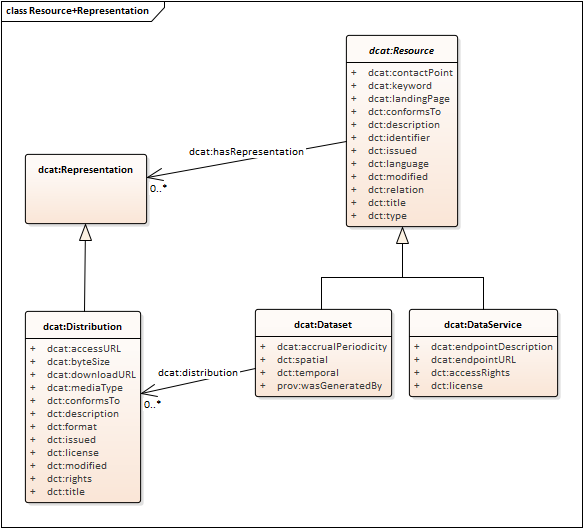 class Resource+Representation
dcat:Resource
+ dcat:contactPoint
+ dcat:keyword
+ dcat:landingPage
+ dct:conformsTo
+ dct:description
+ dct:identifier
+ dct:issued
+ dct:language
+ dct:modified
+ dct:relation
+ dct:title
+ dct:type
dcat:hasRepresentation
0..*
dcat:Representation
dcat:Distribution
+ dcat:accessURL
+ dcat:byteSize
+ dcat:downloadURL
+ dcat:mediaType
+ dct:conformsTo
+ dct:description
+ dct:format
+ dct:issued
+ dct:license
+ dct:modified
+ dct:rights
+ dct:title
dcat:distribution
0..*
dcat:Dataset
+ dcat:accrualPeriodicity
+ dct:spatial
+ dct:temporal
+ prov:wasGeneratedBy
dcat:DataService
+ dcat:endpointDescription
+ dcat:endpointURL
+ dct:accessRights
+ dct:license